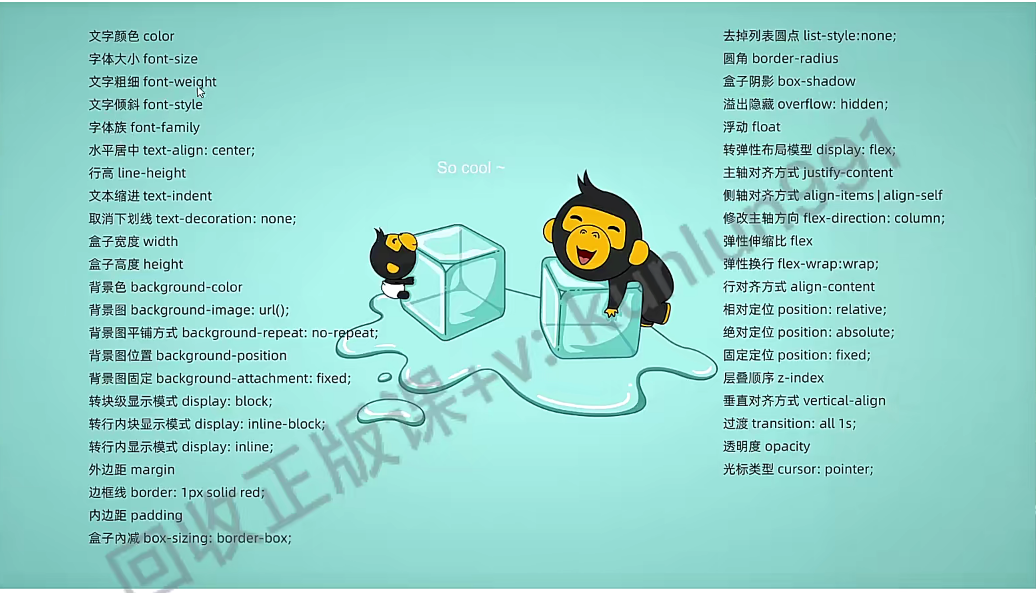 文字颜色 color
字体大小 font-size
文字粗细 font-weight
文字倾斜 font-style
字体族 font-family
水平居中 text-align: center;
行高 line-height
文本缩进 text-indent
取消下划线 text-decoration: none;
盒子宽度 width
盒子高度 height
背景色 background-color
背景图 background-image: url();
背景图平铺方式 background-repeat: no-repeat;
背景图位置 background-position
背景图固定 background-attachment: fixed;
转块级显示模式 display: block;
转行内块显示模式 display: inline-block;
转行内显示模式 display: inline;
外边距 margin
边框线 border: 1px solid red;
内边距 padding
盒子内减 box-sizing: border-box;
So cool ~
去掉列表圆点 list-style:none;
圆角 border-radius
盒子阴影 box-shadow
溢出隐藏 overflow: hidden;
浮动 float
转弹性布局模型 display: flex;
主轴对齐方式 justify-content
侧轴对齐方式 align-items | align-self
修改主轴方向 flex-direction: column;
弹性伸缩比 flex
弹性换行 flex-wrap:wrap;
行对齐方式 align-content
相对定位 position: relative;
绝对定位 position: absolute;
固定定位 position: fixed;
层叠顺序 z-index
垂直对齐方式 vertical-align
过渡 transition: all 1s;
透明度 opacity
光标类型 cursor: pointer;
回收正版课+v:kunlun991